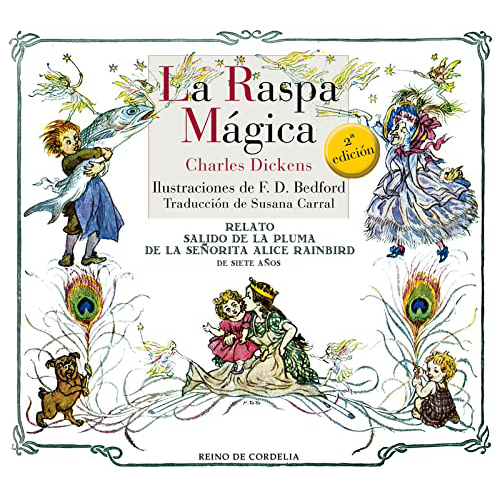 La Raspa
Mágica
2ª
edición
Charles Dickens
Ilustraciones de F. D. Bedford
Traducción de Susana Carral
RELATO
SALIDO DE LA PLUMA
DE LA SEÑORITA ALICE RAINBIRD
DE SIETE AÑOS
F D B
REINO DE CORDELIA